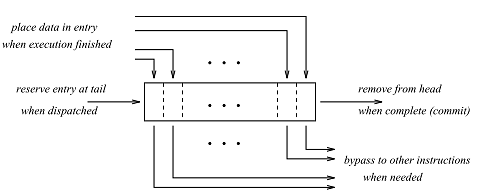 place data in entry
when execution finished
reserve entry at tail
when dispatched
remove from head
when complete (commit)
bypass to other instructions
when needed